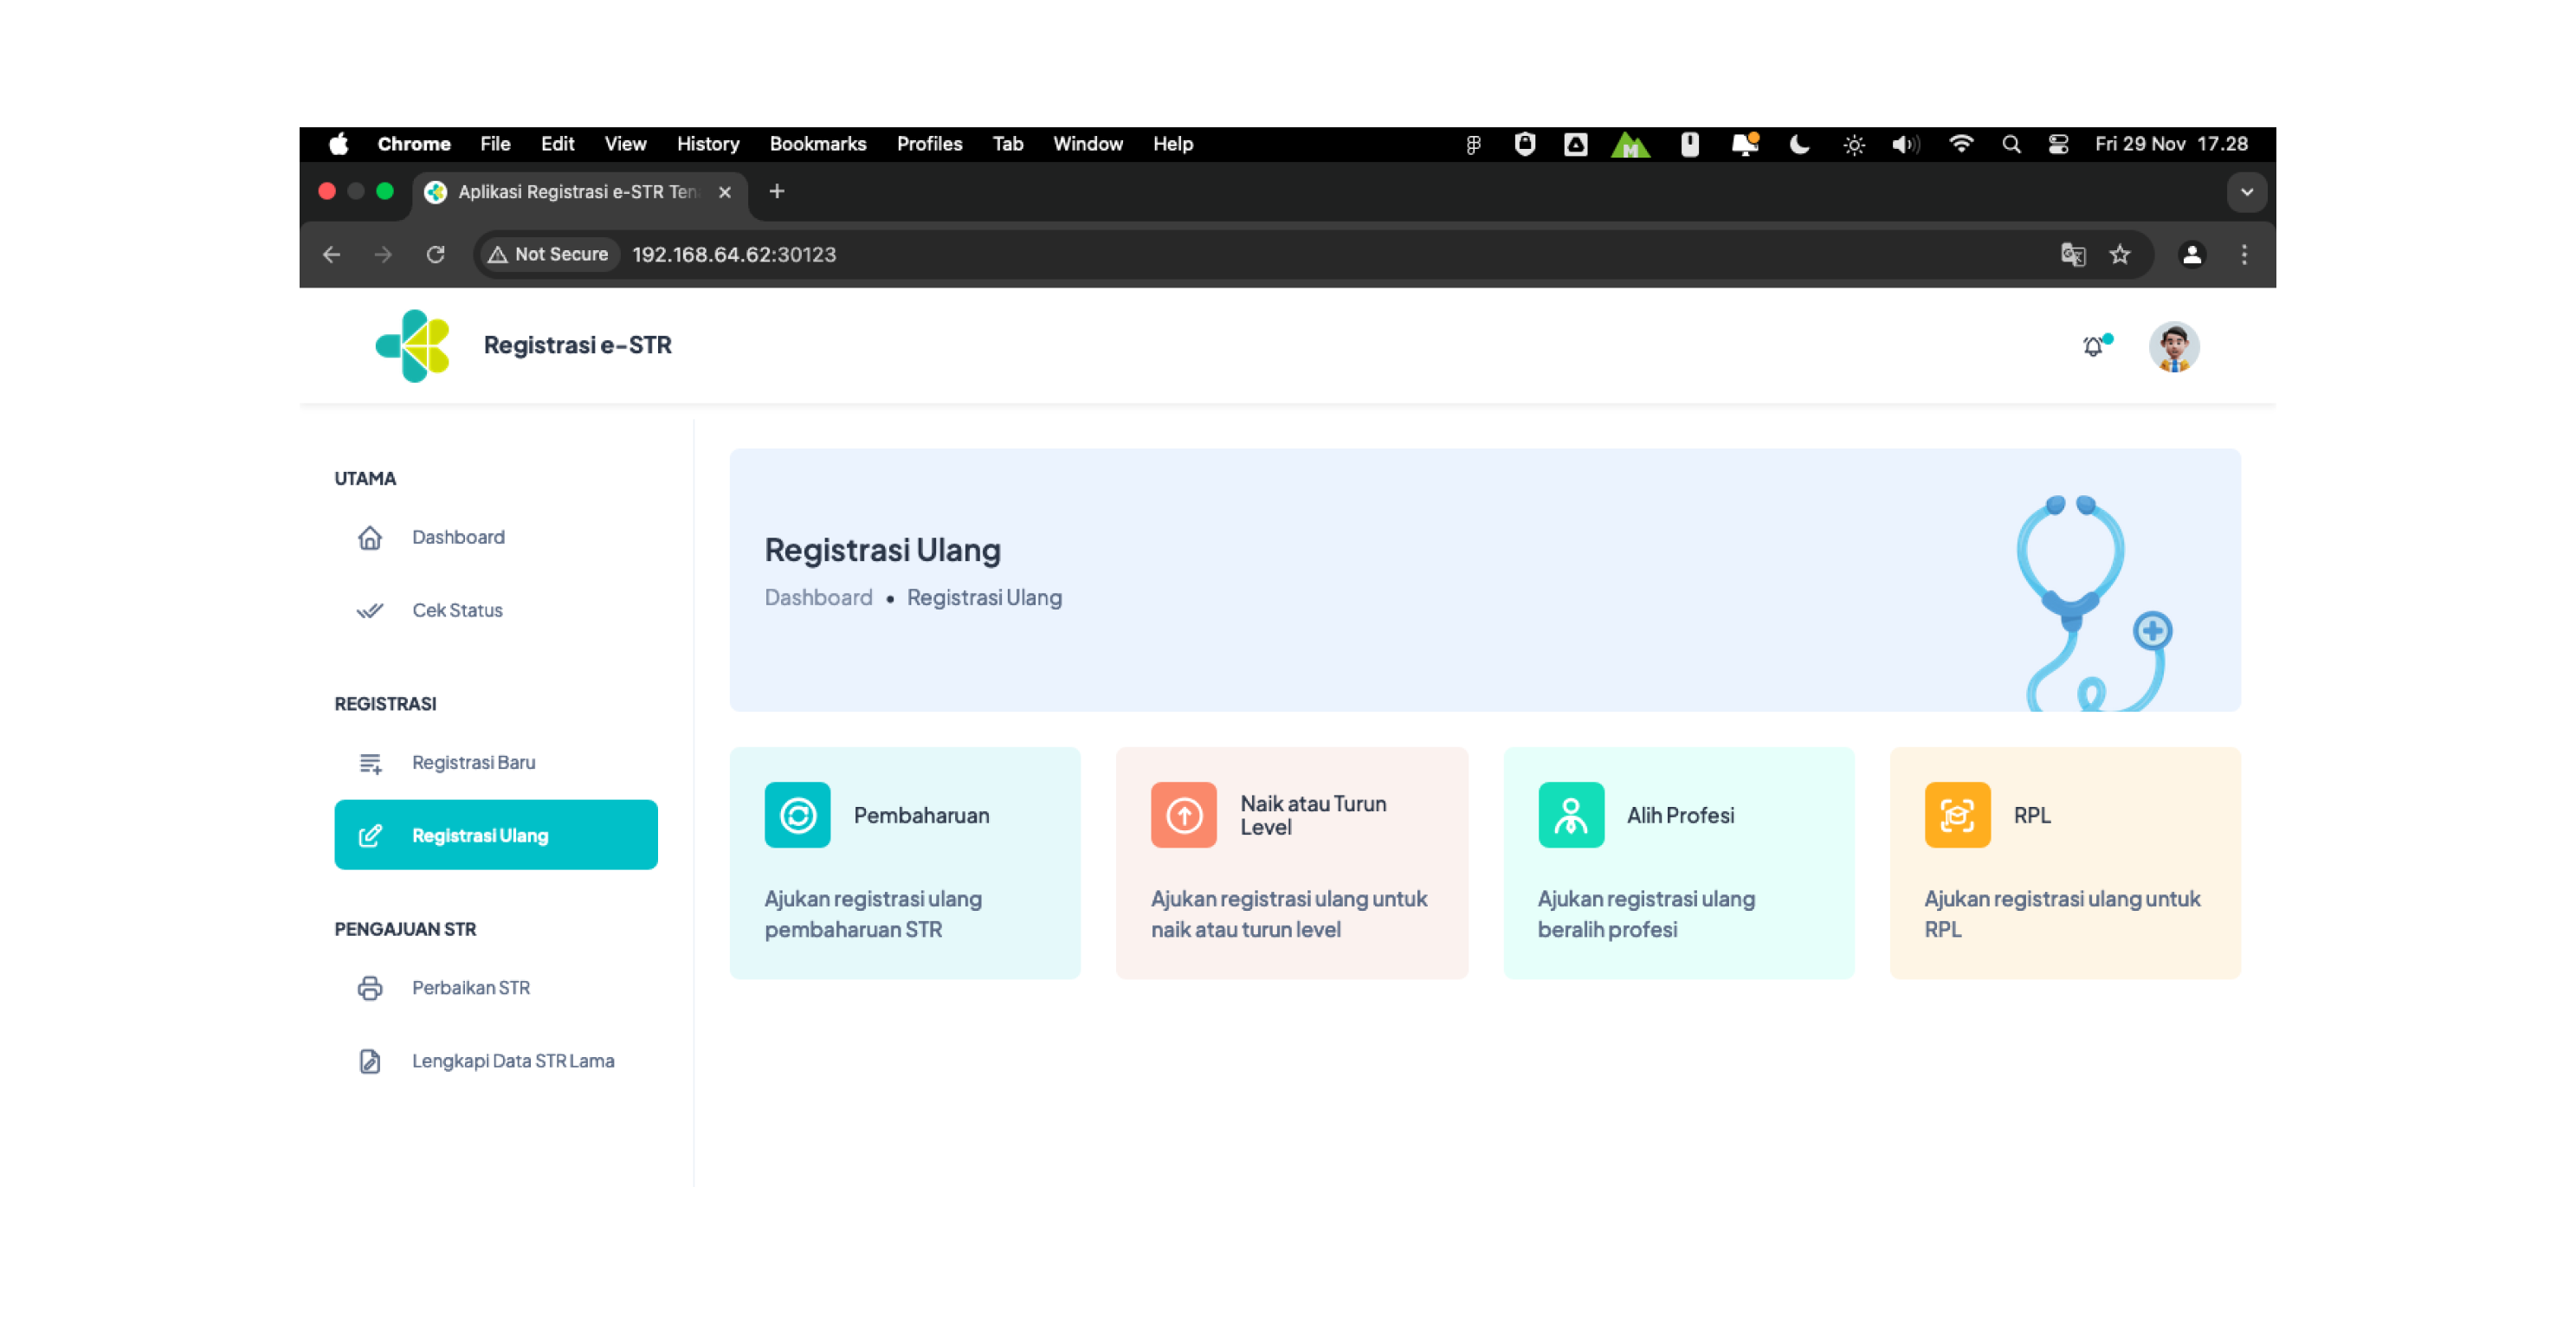 Chrome File Edit View History Bookmarks Profiles Tab Window Help Fri 29 Nov 17.28
Aplikasi Registrasi e-STR Ten
Not Secure 192.168.64.62:30123
Registrasi e-STR
UTAMA
Dashboard
Cek Status
REGISTRASI
Registrasi Baru
Registrasi Ulang
PENGAJUAN STR
Perbaikan STR
Lengkapi Data STR Lama
Registrasi Ulang
Dashboard • Registrasi Ulang
Pembaharuan
Ajukan registrasi ulang
pembaharuan STR
Naik atau Turun
Level
Ajukan registrasi ulang untuk
naik atau turun level
Alih Profesi
Ajukan registrasi ulang
beralih profesi
RPL
Ajukan registrasi ulang untuk
RPL